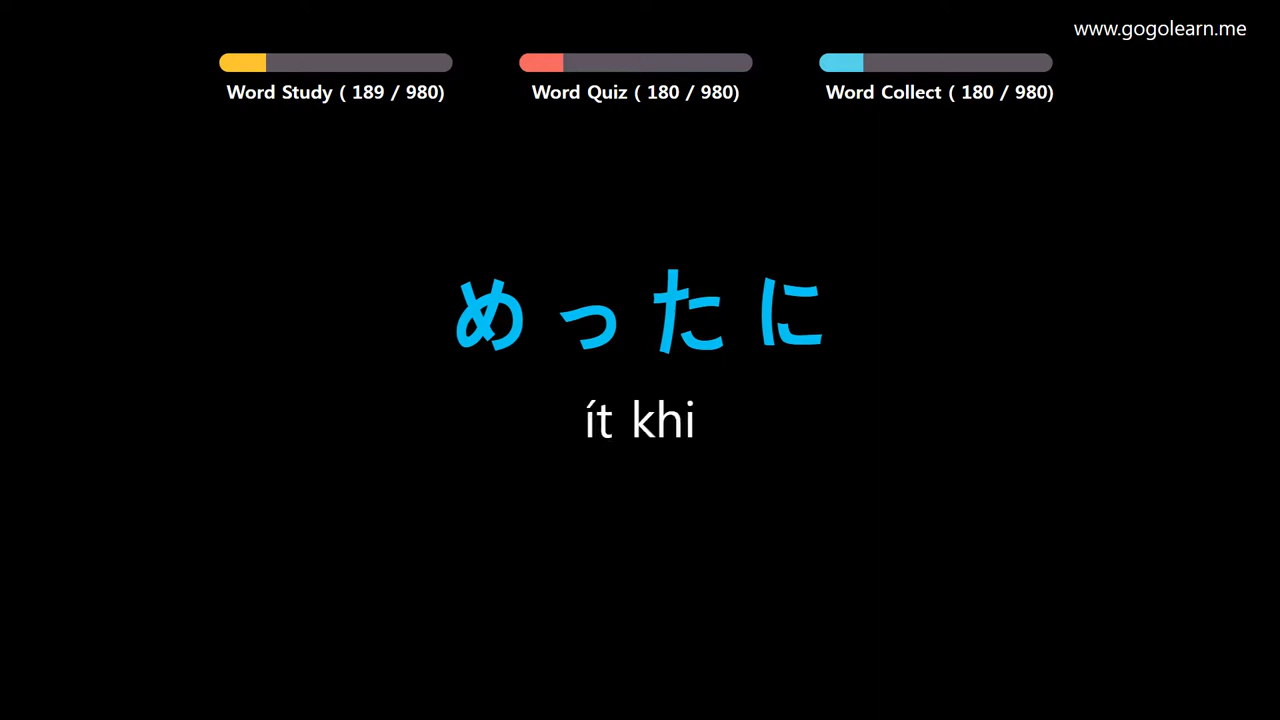 www.gogolearn.me
Word Study ( 189 / 980)
Word Quiz ( 180 / 980)
Word Collect ( 180 / 980)
めったに
ít khi